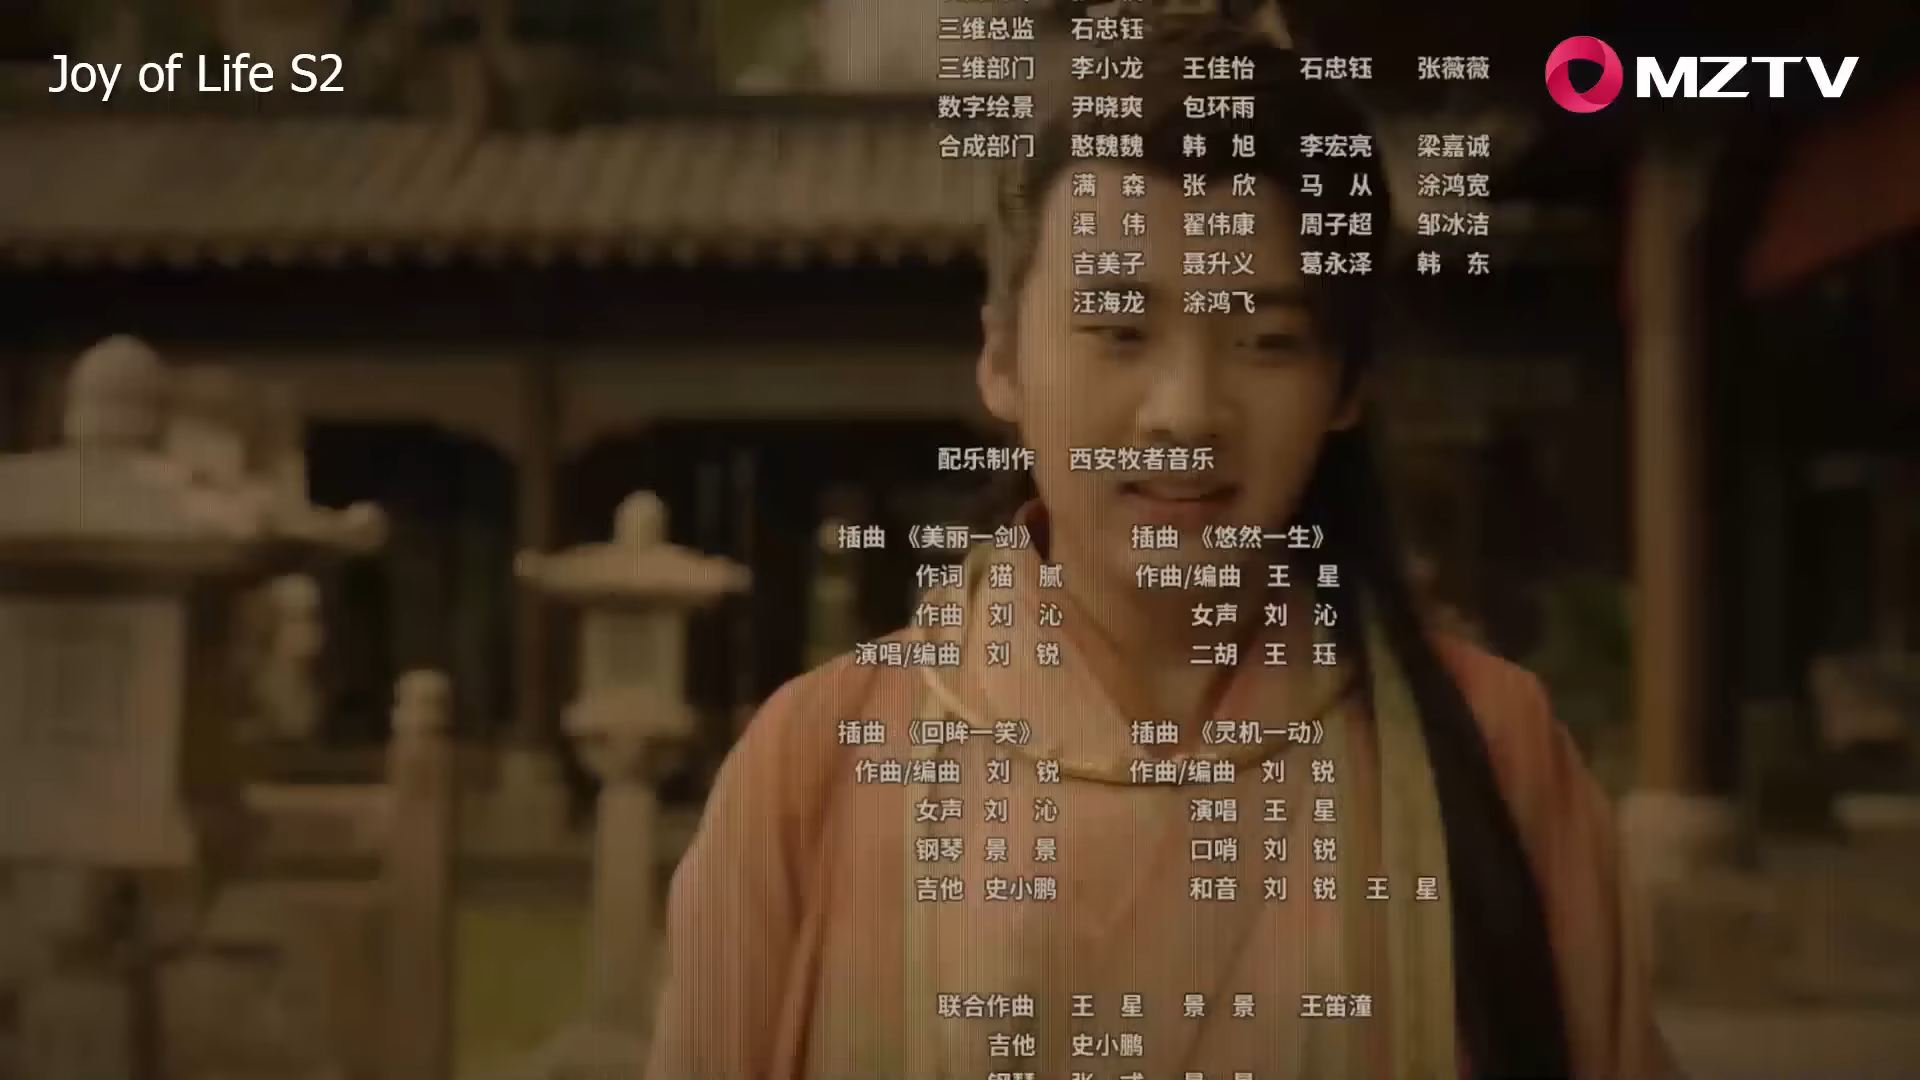 Joy of Life S2
MZTV
三维总监 石忠钰
三维部门 李小龙 王佳怡 石忠钰 张薇薇
数字绘景 尹晓爽 包环雨
合成部门 憨魏魏 韩 旭 李宏亮 梁嘉诚
满 森 张 欣 马 从 涂鸿宽
渠 伟 翟伟康 周子超 邹冰洁
吉美子 聂升义 葛永泽 韩 东
汪海龙 涂鸿飞
配乐制作 西安牧者音乐
插曲 《美丽一剑》 插曲 《悠然一生》
作词 猫 腻 作曲/编曲 王 星
作曲 刘 沁 女声 刘 沁
演唱/编曲 刘 锐 二胡 王 珏
插曲 《回眸一笑》 插曲 《灵机一动》
作曲/编曲 刘 锐 作曲/编曲 刘 锐
女声 刘 沁 演唱 王 星
钢琴 景 景 口哨 刘 锐
吉他 史小鹏 和音 刘 锐 王 星
联合作曲 王 星 景 景 王笛潼
吉他 史小鹏